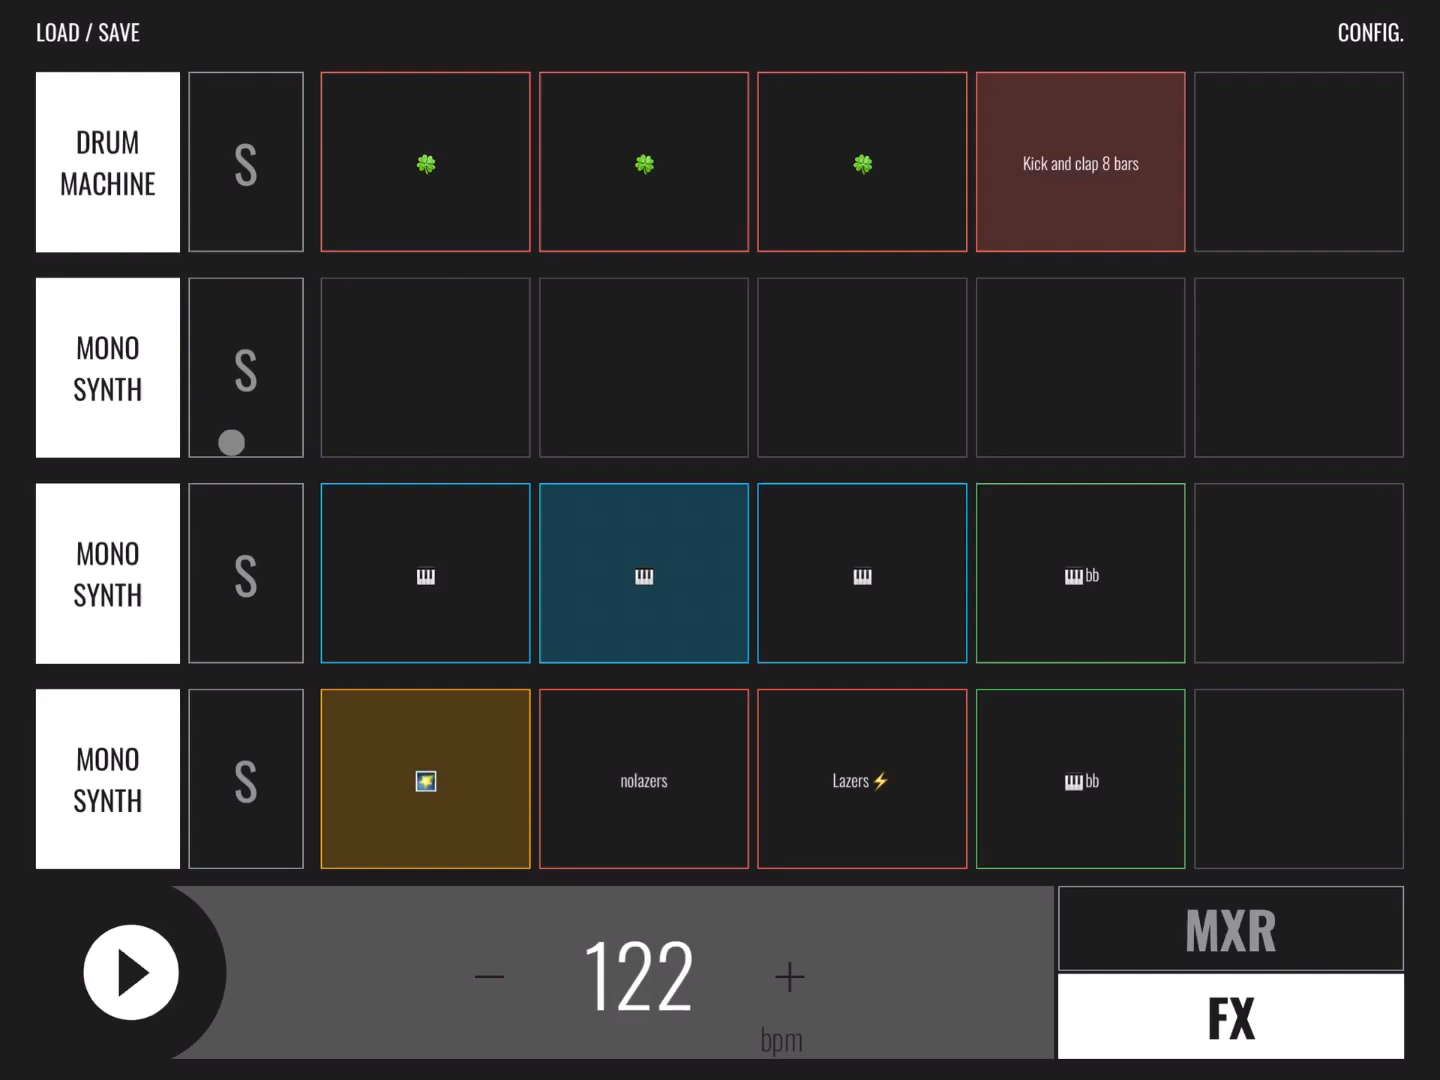 LOAD / SAVE
CONFIG.
DRUM
MACHINE
S
Kick and clap 8 bars
MONO
SYNTH
S
MONO
SYNTH
S
bb
MONO
SYNTH
S
nolazers
Lazers
bb
122
bpm
MXR
FX